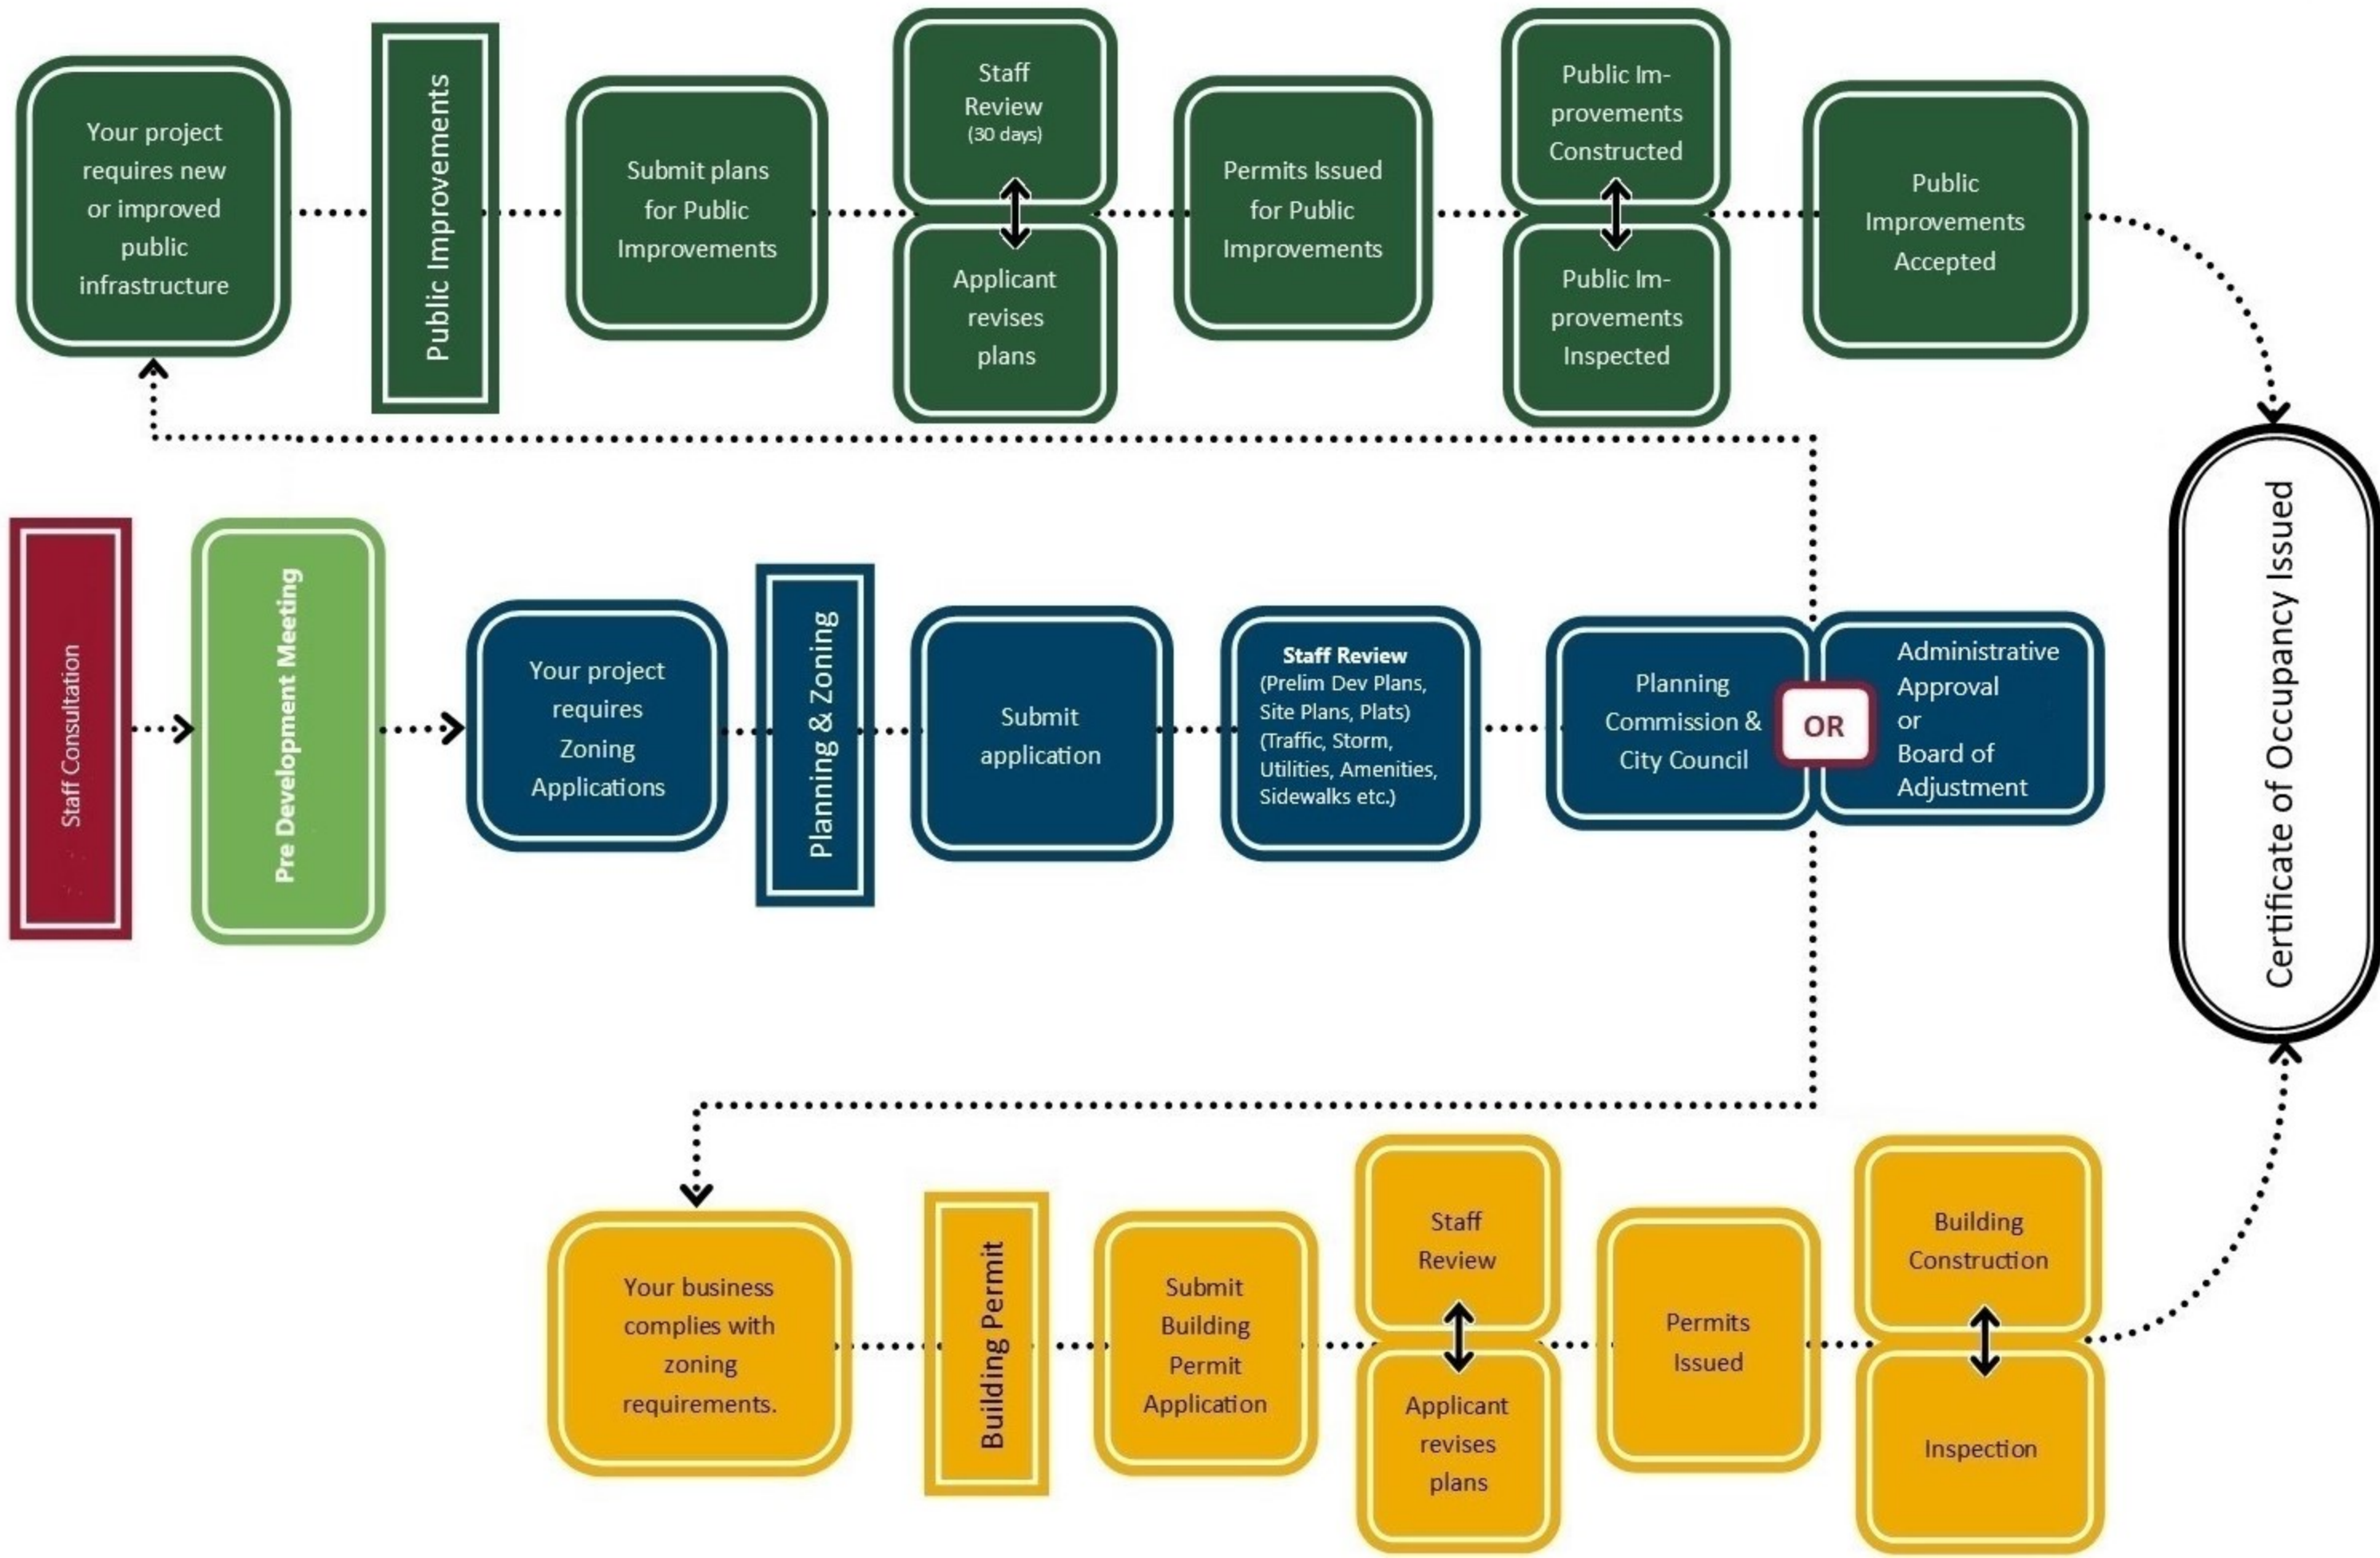 Your project
requires new
or improved
public
infrastructure
Public Improvements
Submit plans
for Public
Improvements
Staff
Review
(30 days)
Applicant
revises
plans
Permits Issued
for Public
Improvements
Public Im-
provements
Constructed
Public Im-
provements
Inspected
Public
Improvements
Accepted
Staff Consultation
Pre Development Meeting
Your project
requires
Zoning
Applications
Planning & Zoning
Submit
application
Staff Review
(Prelim Dev Plans,
Site Plans, Plats)
(Traffic, Storm,
Utilities, Amenities,
Sidewalks etc.)
Planning
Commission &
City Council
OR
Administrative
Approval
or
Board of
Adjustment
Certificate of Occupancy Issued
Your business
complies with
zoning
requirements.
Building Permit
Submit
Building
Permit
Application
Staff
Review
Applicant
revises
plans
Permits
Issued
Building
Construction
Inspection